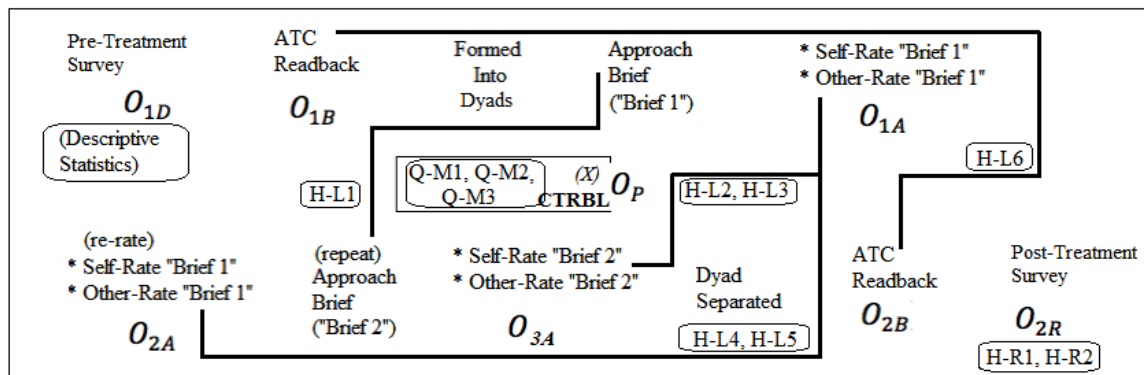 Pre-Treatment
Survey
O1D
(Descriptive
Statistics)
ATC
Readback
O1B
Formed
Into
Dyads
Approach
Brief
("Brief 1")
* Self-Rate "Brief 1"
* Other-Rate "Brief 1"
O1A
H-L6
H-L1
Q-M1, Q-M2,
Q-M3
(X)
CTRBL
OP
H-L2, H-L3
(re-rate)
* Self-Rate "Brief 1"
* Other-Rate "Brief 1"
O2A
(repeat)
Approach
Brief
("Brief 2")
* Self-Rate "Brief 2"
* Other-Rate "Brief 2"
O3A
Dyad
Separated
H-L4, H-L5
ATC
Readback
O2B
Post-Treatment
Survey
O2R
H-R1, H-R2